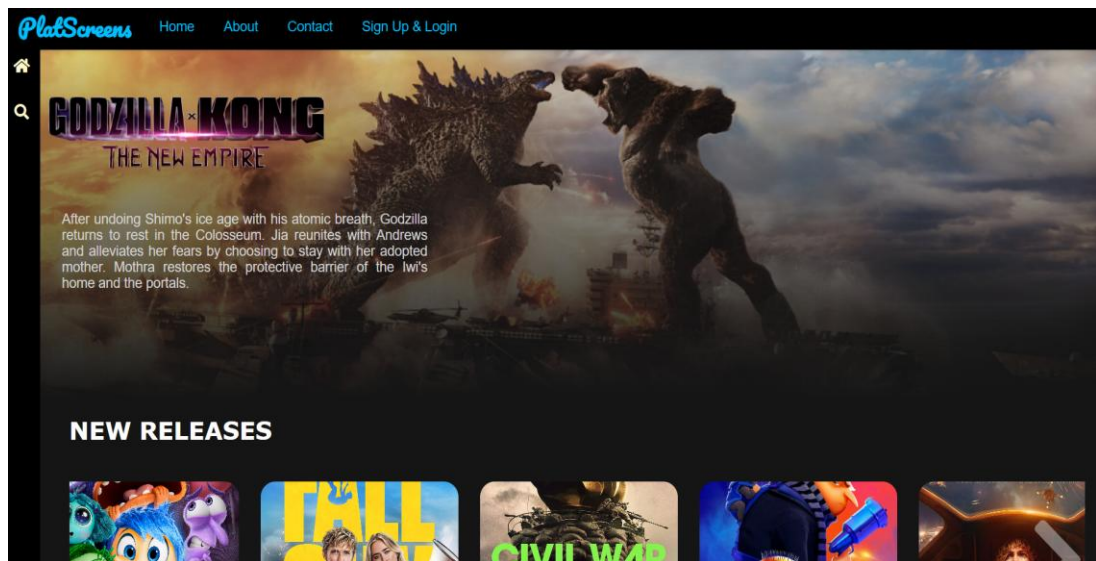 PlatScreens Home About Contact Sign Up & Login
GODZILLA x KONG
THE NEW EMPIRE
After undoing Shimo's ice age with his atomic breath, Godzilla
returns to rest in the Colosseum. Jia reunites with Andrews
and alleviates her fears by choosing to stay with her adopted
mother. Mothra restores the protective barrier of the Iwi's
home and the portals.
NEW RELEASES
FALL
CIVIL WAR